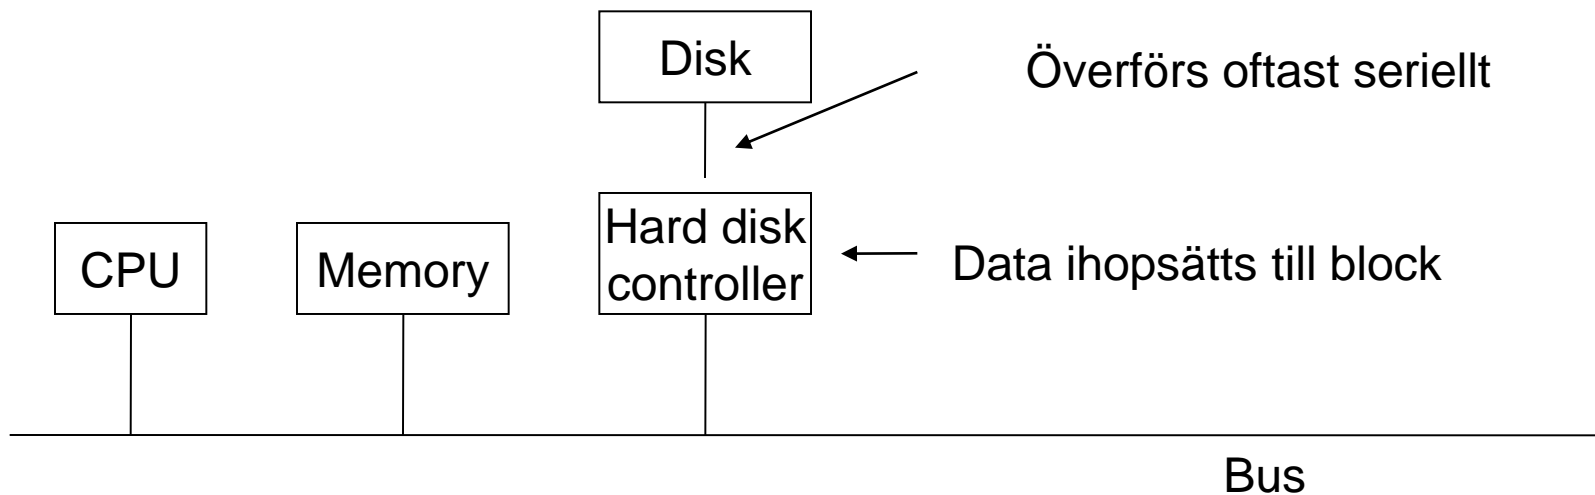 Disk
Överförs oftast seriellt
CPU
Memory
Hard disk
controller
Data ihopsätts till block
Bus